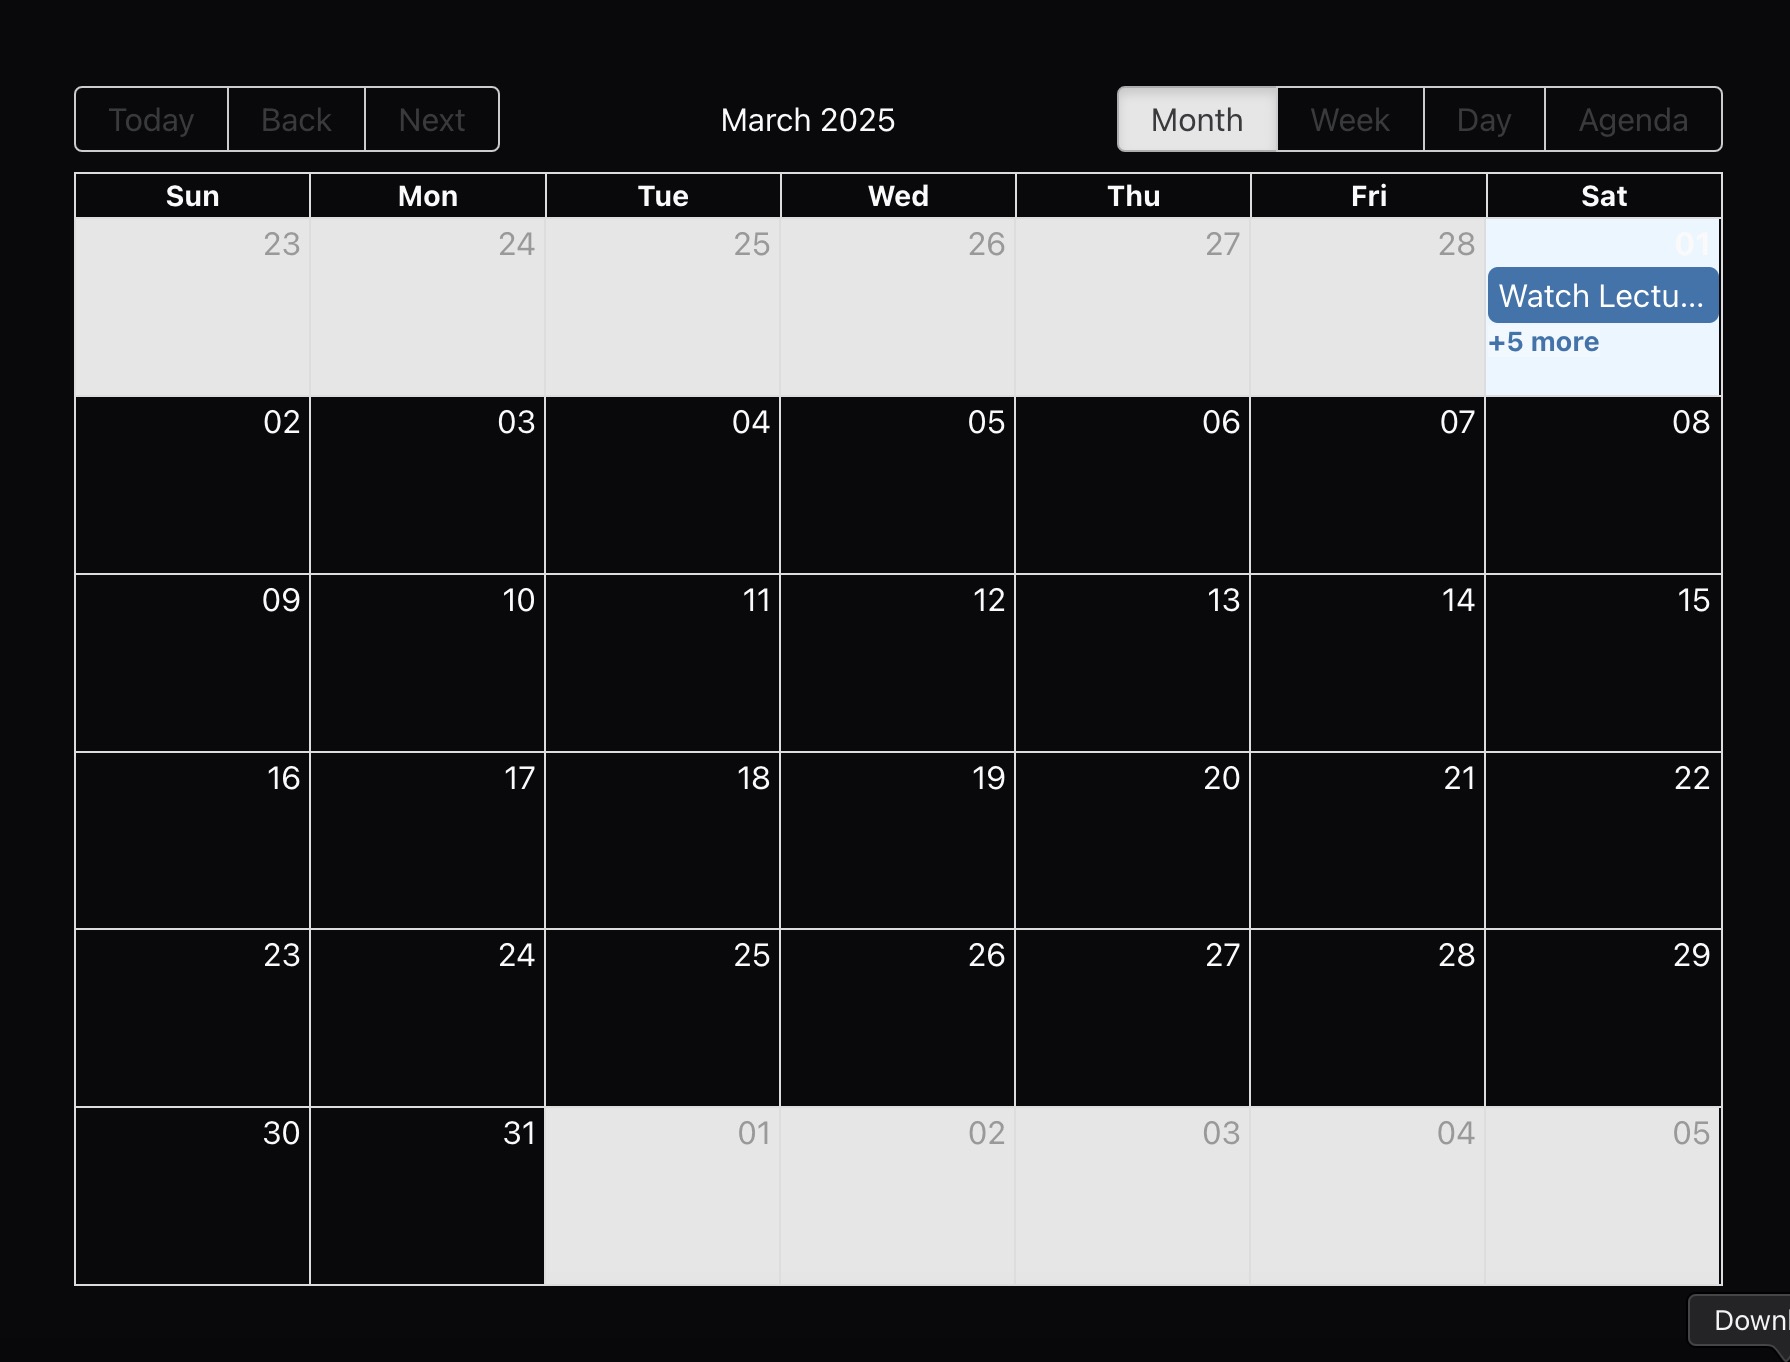 Today Back Next March 2025 Month Week Day Agenda
Sun Mon Tue Wed Thu Fri Sat
23 24 25 26 27 28 01
Watch Lectu...
+5 more
02 03 04 05 06 07 08
09 10 11 12 13 14 15
16 17 18 19 20 21 22
23 24 25 26 27 28 29
30 31 01 02 03 04 05